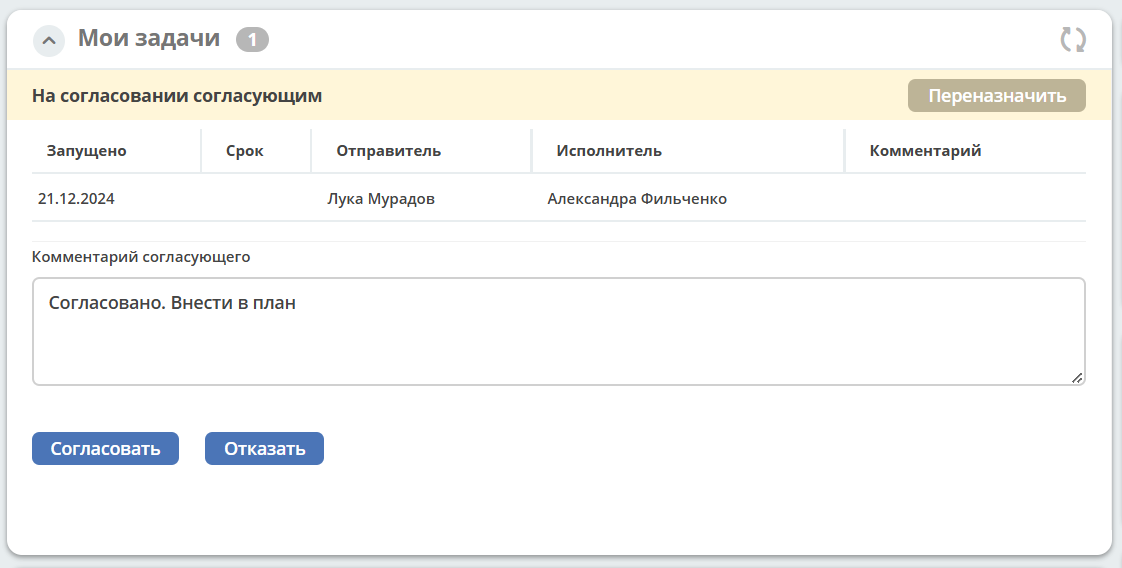 Мои задачи 1
На согласовании согласующим Переназначить
Запущено Срок Отправитель Исполнитель Комментарий
21.12.2024 Лука Мурадов Александра Фильченко
Комментарий согласующего
Согласовано. Внести в план
Согласовать Отказать